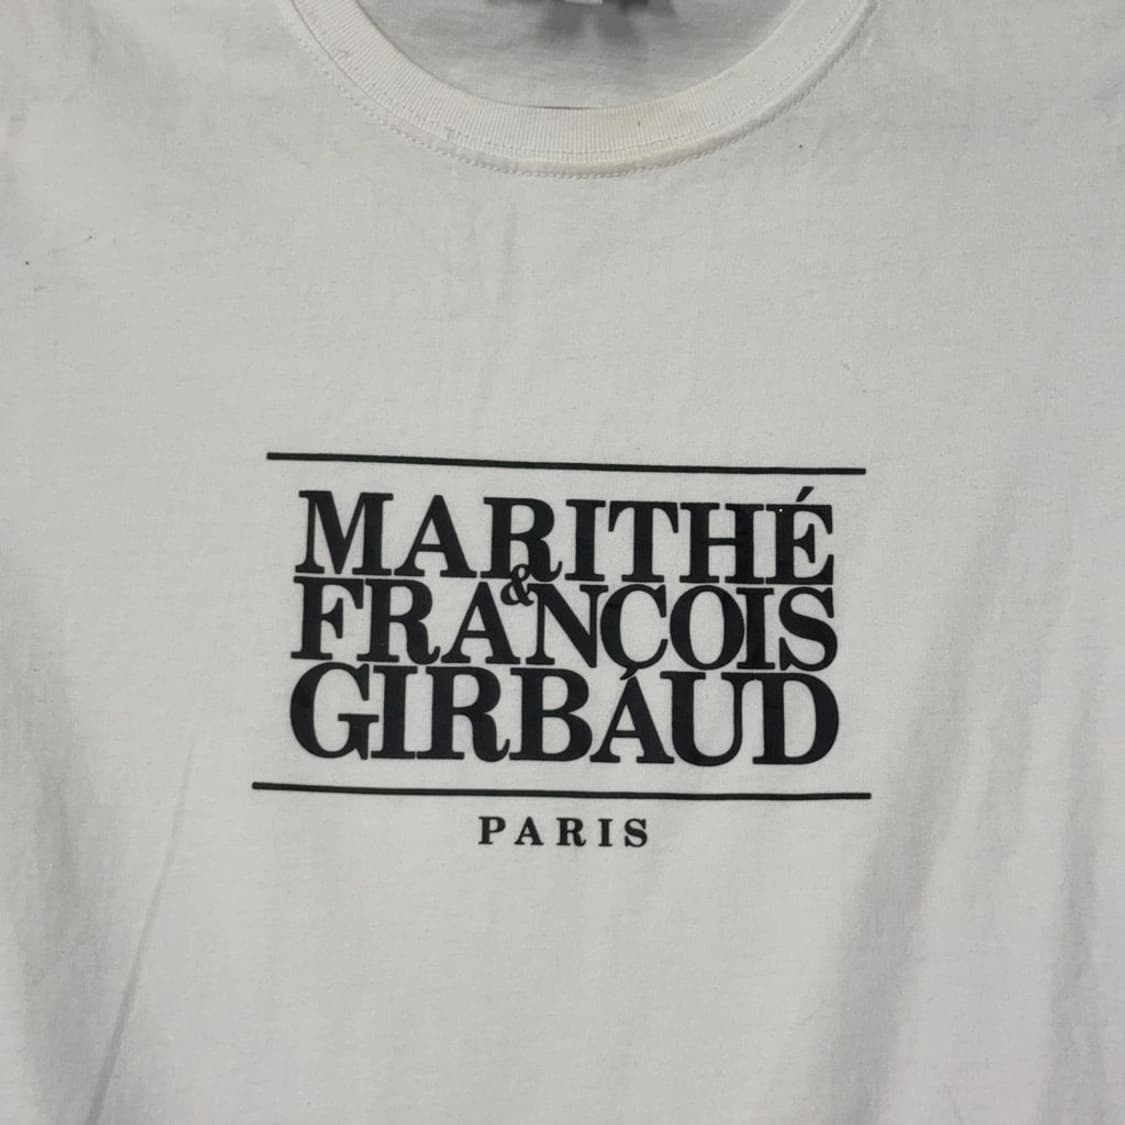 MARITHÉ
&
FRANÇOIS
GIRBAUD
PARIS